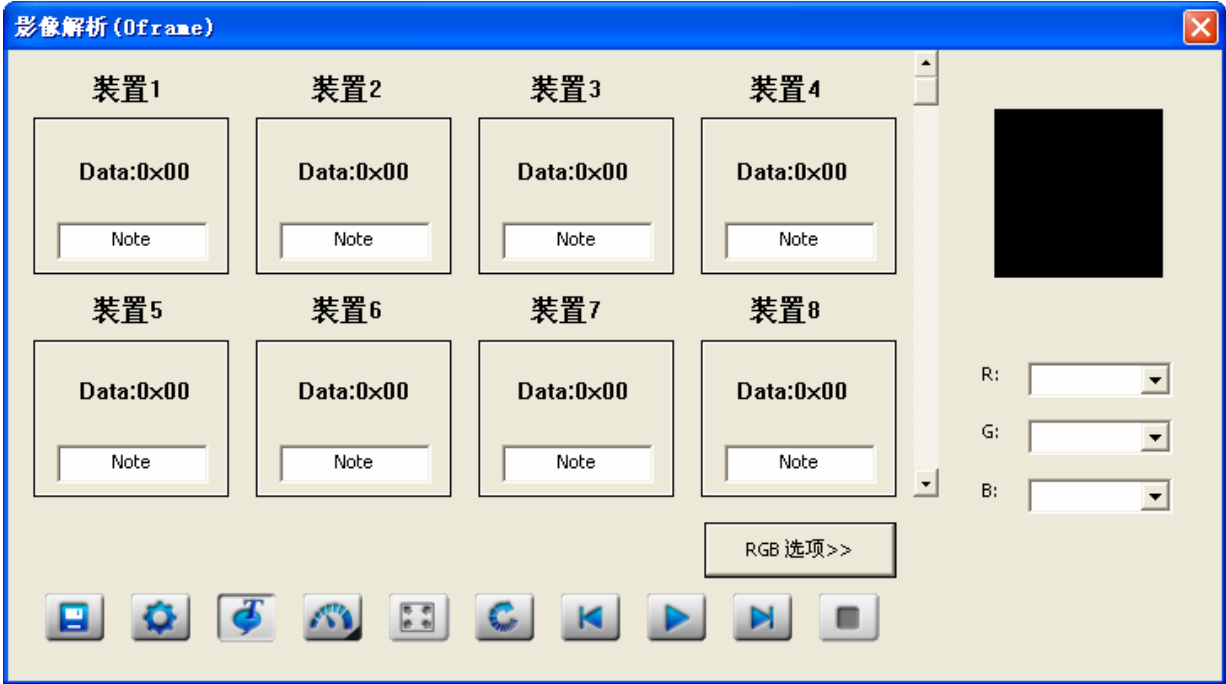 影像解析(0frame)
装置1 装置2 装置3 装置4
Data:0x00 Data:0x00 Data:0x00 Data:0x00
Note Note Note Note
装置5 装置6 装置7 装置8
Data:0x00 Data:0x00 Data:0x00 Data:0x00
Note Note Note Note
R:
G:
B:
RGB 选项>>